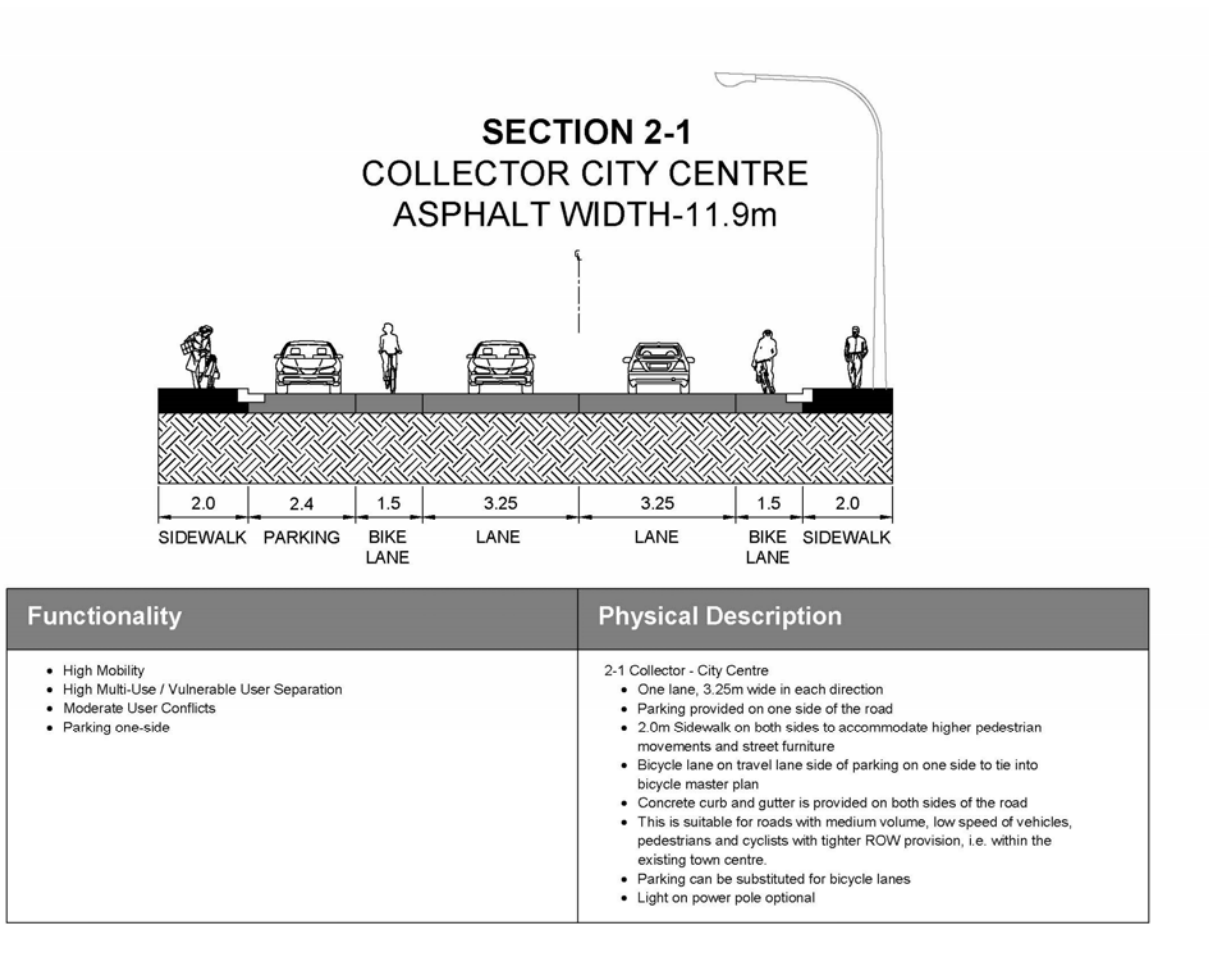 SECTION 2-1
COLLECTOR CITY CENTRE
ASPHALT WIDTH-11.9m
℄
2.0 2.4 1.5 3.25 3.25 1.5 2.0
SIDEWALK PARKING BIKE LANE LANE BIKE SIDEWALK
LANE LANE
Functionality
• High Mobility
• High Multi-Use / Vulnerable User Separation
• Moderate User Conflicts
• Parking one-side
Physical Description
2-1 Collector - City Centre
• One lane, 3.25m wide in each direction
• Parking provided on one side of the road
• 2.0m Sidewalk on both sides to accommodate higher pedestrian
movements and street furniture
• Bicycle lane on travel lane side of parking on one side to tie into
bicycle master plan
• Concrete curb and gutter is provided on both sides of the road
• This is suitable for roads with medium volume, low speed of vehicles,
pedestrians and cyclists with tighter ROW provision, i.e. within the
existing town centre.
• Parking can be substituted for bicycle lanes
• Light on power pole optional